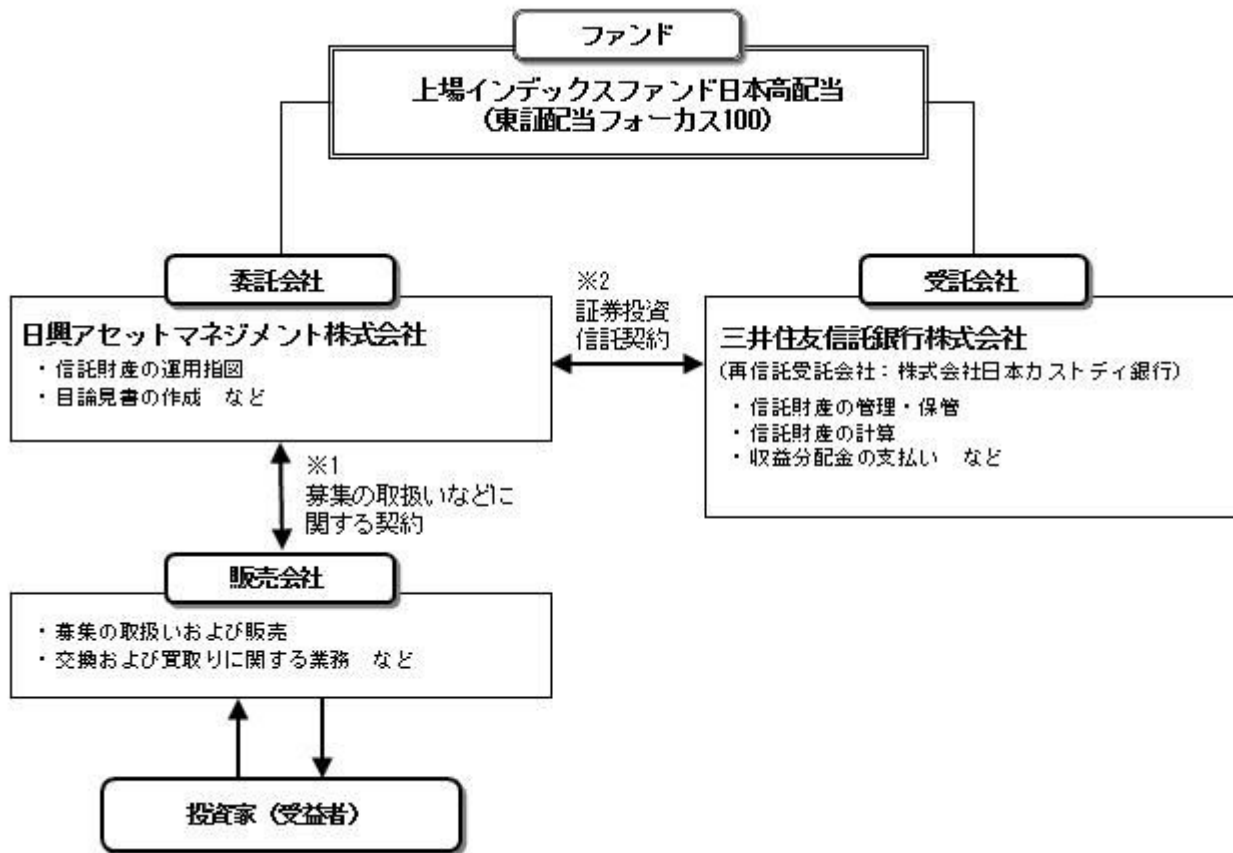 ファンド
上場インデックスファンド日本高配当
(東証配当フォーカス100)
委託会社
日興アセットマネジメント株式会社
・信託財産の運用指図
・目論見書の作成 など
※2
証券投資
信託契約
受託会社
三井住友信託銀行株式会社
(再信託受託会社：株式会社日本カストディ銀行)
・信託財産の管理・保管
・信託財産の計算
・収益分配金の支払い など
※1
募集の取扱いなどに
関する契約
販売会社
・募集の取扱いおよび販売
・交換および買取りに関する業務 など
投資家（受益者）